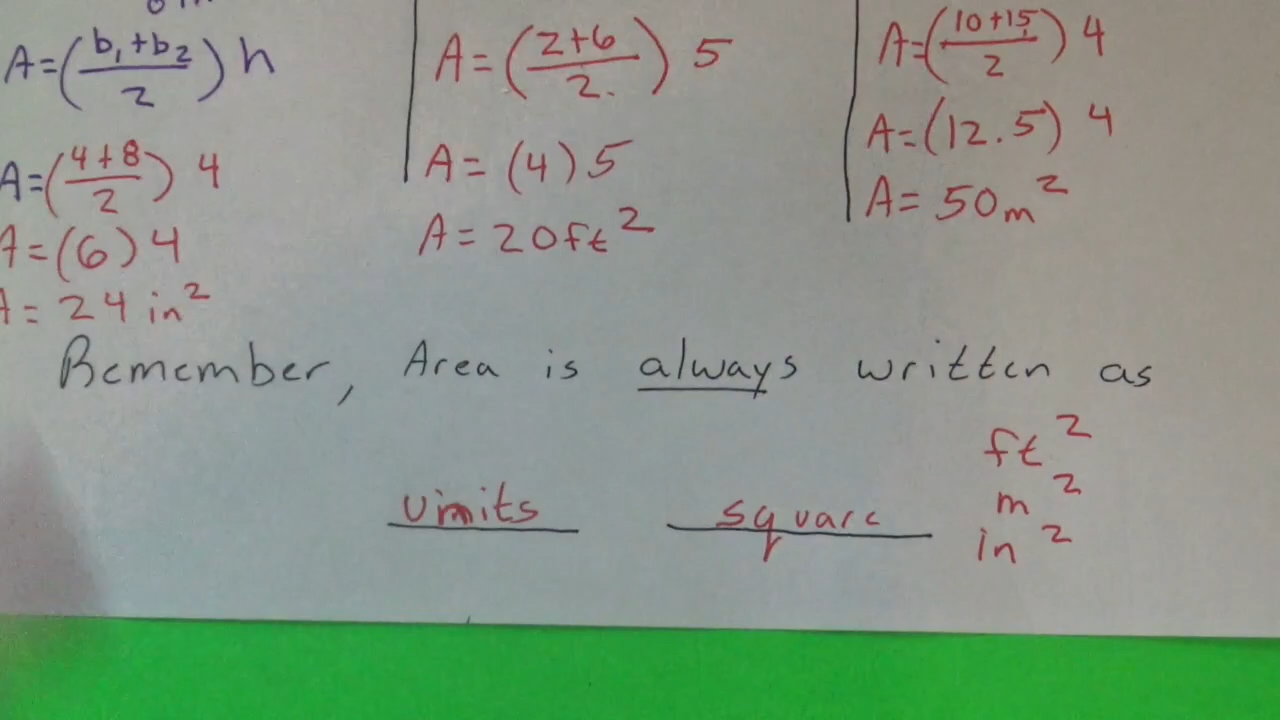 A=(b₁+b₂/2)h
A=(4+8/2)4
A=(6)4
A=24 in²
A=(2+6/2.)5
A=(4)5
A=20ft²
A=(10+15/2)4
A=(12.5)4
A=50m²
Remember, Area is always written as
units square
ft²
m²
in²